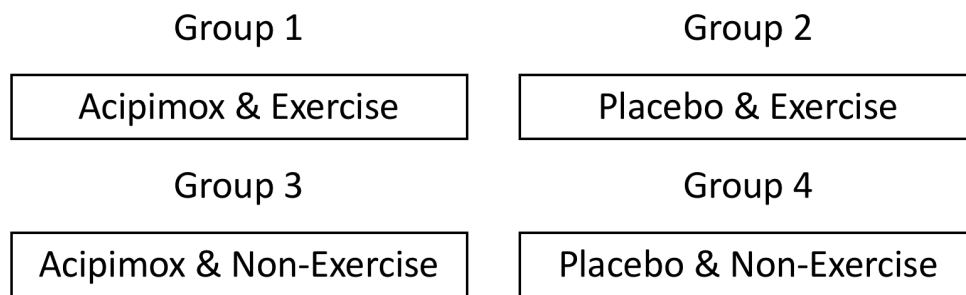 Group 1
Group 2
Acipimox & Exercise
Placebo & Exercise
Group 3
Group 4
Acipimox & Non-Exercise
Placebo & Non-Exercise